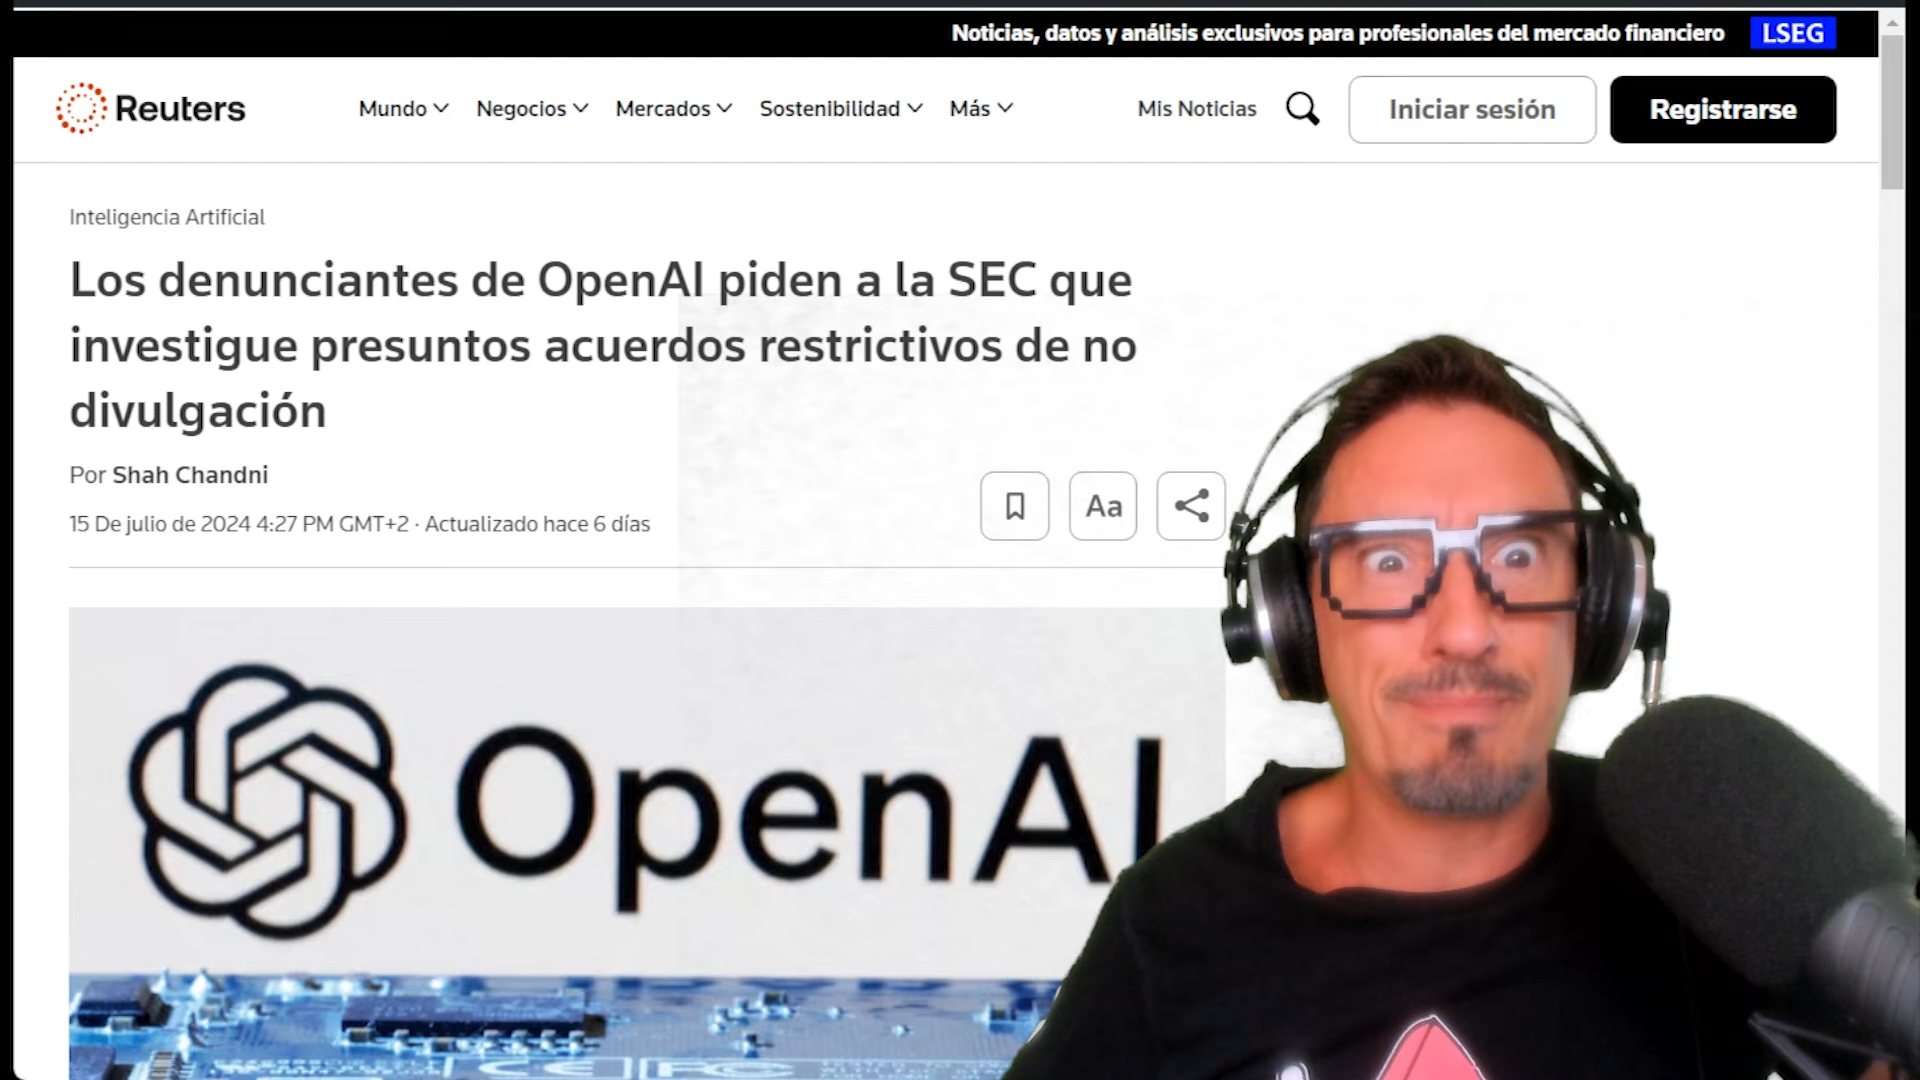 Noticias, datos y análisis exclusivos para profesionales del mercado financiero LSEG
Reuters Mundo Negocios Mercados Sostenibilidad Más Mis Noticias Iniciar sesión Registrarse
Inteligencia Artificial
Los denunciantes de OpenAI piden a la SEC que
investigue presuntos acuerdos restrictivos de no
divulgación
Por Shah Chandni
15 De julio de 2024 4:27 PM GMT+2 · Actualizado hace 6 días
Aa
OpenAI